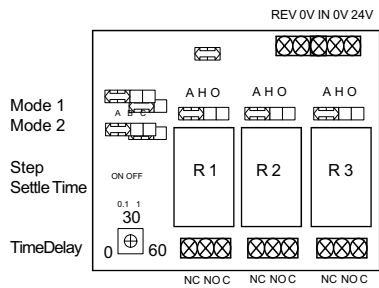 REV 0V IN 0V 24V
A H O A H O A H O
Mode 1
A B C
Mode 2
Step
Settle Time
ON OFF
R 1 R 2 R 3
0.1 1
30
TimeDelay
0 60
NC NO C NC NO C NC NO C